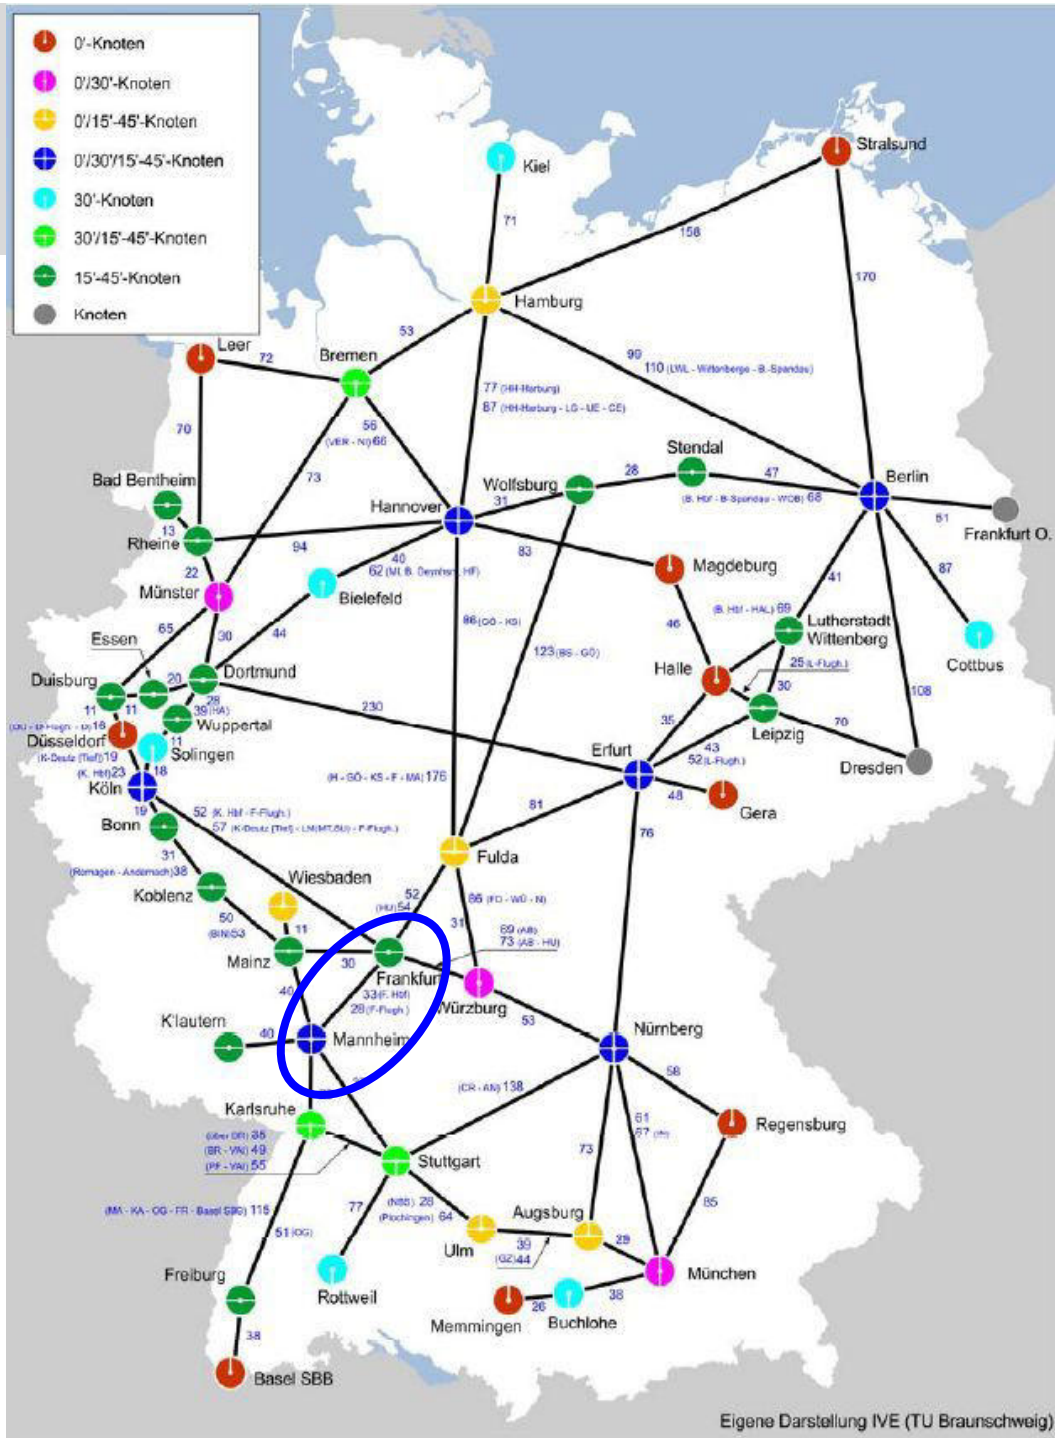 0'-Knoten
0'/30'-Knoten
0'/15'-45'-Knoten
0'/30'/15'-45'-Knoten
30'-Knoten
30'/15'-45'-Knoten
15'-45'-Knoten
Knoten
Stralsund
Kiel
71
158
170
Hamburg
Leer
72
Bremen
53
99
110 (LWL - Wittenberge - B.-Spandau)
77 (HH-Harburg)
87 (HH-Harburg - LG - UE - CE)
70
56
(VER - NI) 66
73
Stendal
28
47
Berlin
Bad Bentheim
Wolfsburg
(B. Hbf - B-Spandau - WOB) 68
Hannover
31
61
Frankfurt O.
13
Rheine
94
83
40
62
Magdeburg
41
87
22
Münster
Bielefeld
(B. Hbf - HAL) 69
Lutherstadt
Wittenberg
86 (GÖ - KS)
46
Essen
65
30
44
123 (BS - GÖ)
Cottbus
Halle
25 (L-Flugh.)
Duisburg
20
Dortmund
30
11
11
28
39 (HA)
230
108
Wuppertal
35
70
Düsseldorf
11
Leipzig
(K-Deutz [Tief]) 19
Solingen
43
52 (L-Flugh.)
Erfurt
Dresden
(K. Hbf) 23
18
(H - GÖ - KS - F - MA) 176
Köln
81
48
Gera
19
52 (K. Hbf - F-Flugh.)
Bonn
57 (K-Deutz [Tief] - LM(MT,SU) - F-Flugh.)
76
31
Fulda
(Remagen - Andernach) 38
Wiesbaden
Koblenz
52
(HU) 54
86 (FD - WÜ - N)
50
(BIN) 53
11
31
69 (AB)
73 (AB - HU)
Mainz
30
Frankfurt
40
33 (F. Hbf)
28 (F-Flugh.)
Würzburg
K'lautern
40
Mannheim
53
Nürnberg
58
(CR - AN) 138
Karlsruhe
61
67
Regensburg
(über BR) 35
(BR - VAI) 49
(PF - VAI) 55
Stuttgart
73
85
77
(NBS) 28
(Plochingen) 64
Augsburg
(MA - KA - OG - FR - Basel SBB) 116
51 (OG)
Ulm
39
(GZ) 44
29
Freiburg
München
Rottweil
38
26
Memmingen
Buchlohe
38
Basel SBB
Eigene Darstellung IVE (TU Braunschweig)